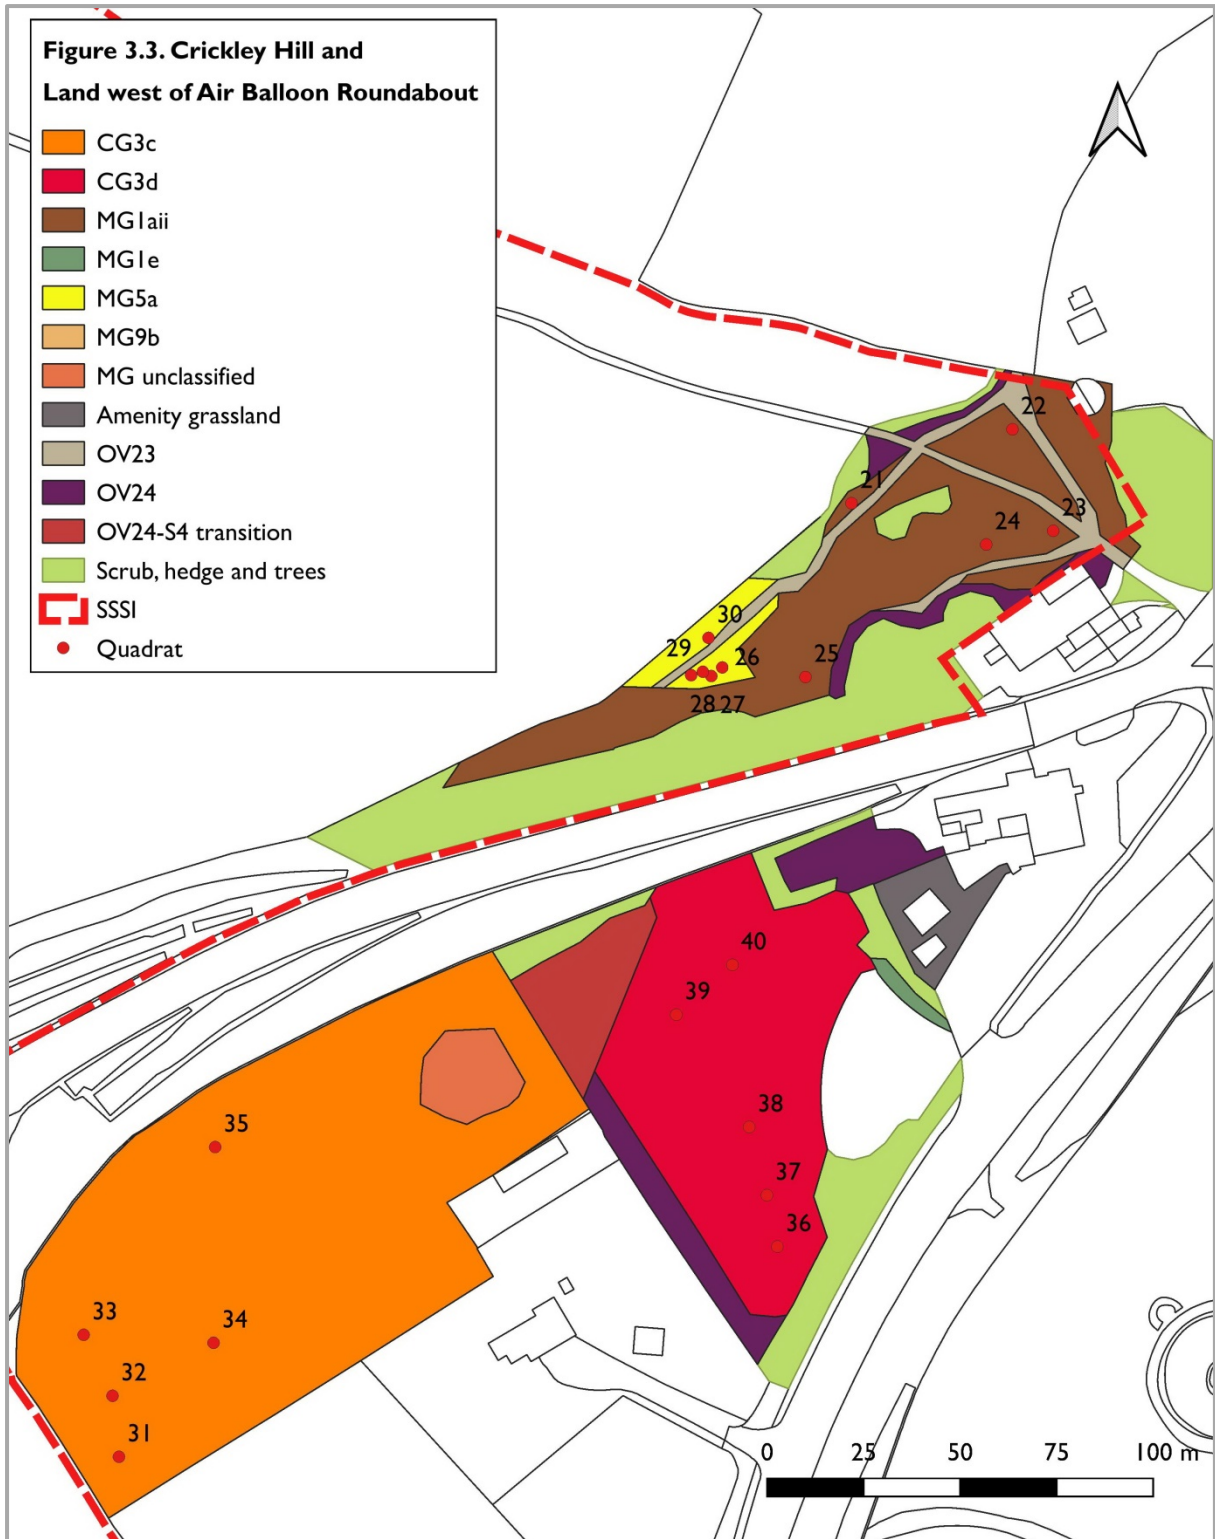 Figure 3.3. Crickley Hill and
Land west of Air Balloon Roundabout
CG3c
CG3d
MG1aii
MG1e
MG5a
MG9b
MG unclassified
Amenity grassland
OV23
OV24
OV24-S4 transition
Scrub, hedge and trees
SSSI
Quadrat
22
21
23
24
30
29
26
25
28 27
40
39
38
35
37
36
33
34
32
31
0 25 50 75 100 m